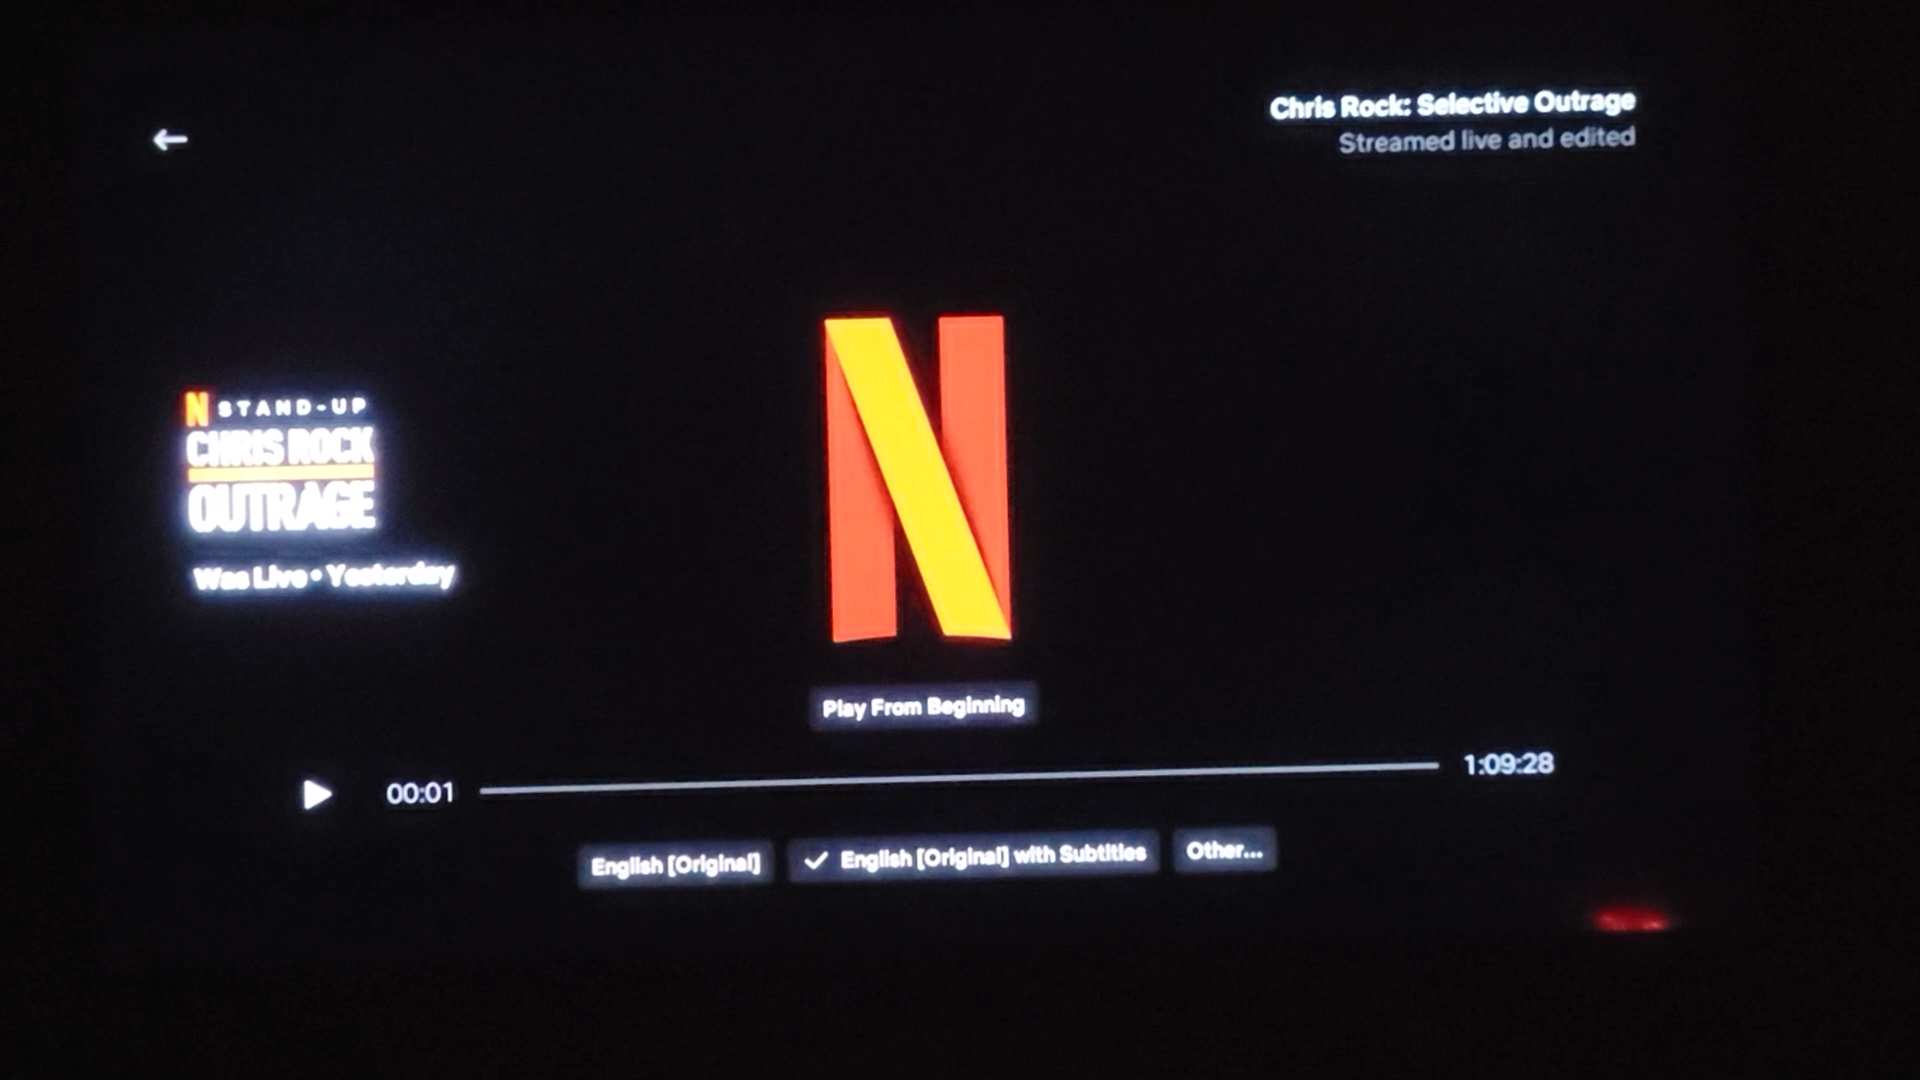 Chris Rock: Selective Outrage
Streamed live and edited
N STAND-UP
CHRIS ROCK
OUTRAGE
Was Live • Yesterday
N
Play From Beginning
00:01
1:09:28
English [Original]
✓ English [Original] with Subtitles
Other...